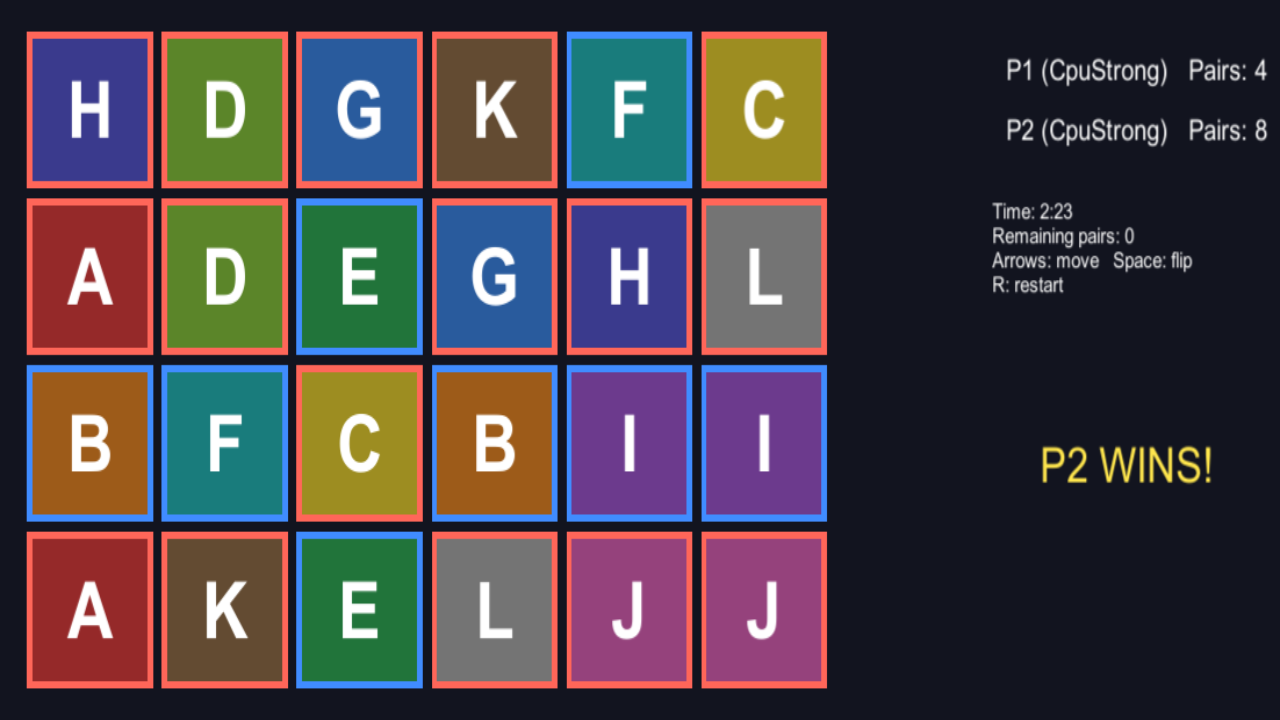 H D G K F C
A D E G H L
B F C B I I
A K E L J J
P1 (CpuStrong) Pairs: 4
P2 (CpuStrong) Pairs: 8
Time: 2:23
Remaining pairs: 0
Arrows: move Space: flip
R: restart
P2 WINS!